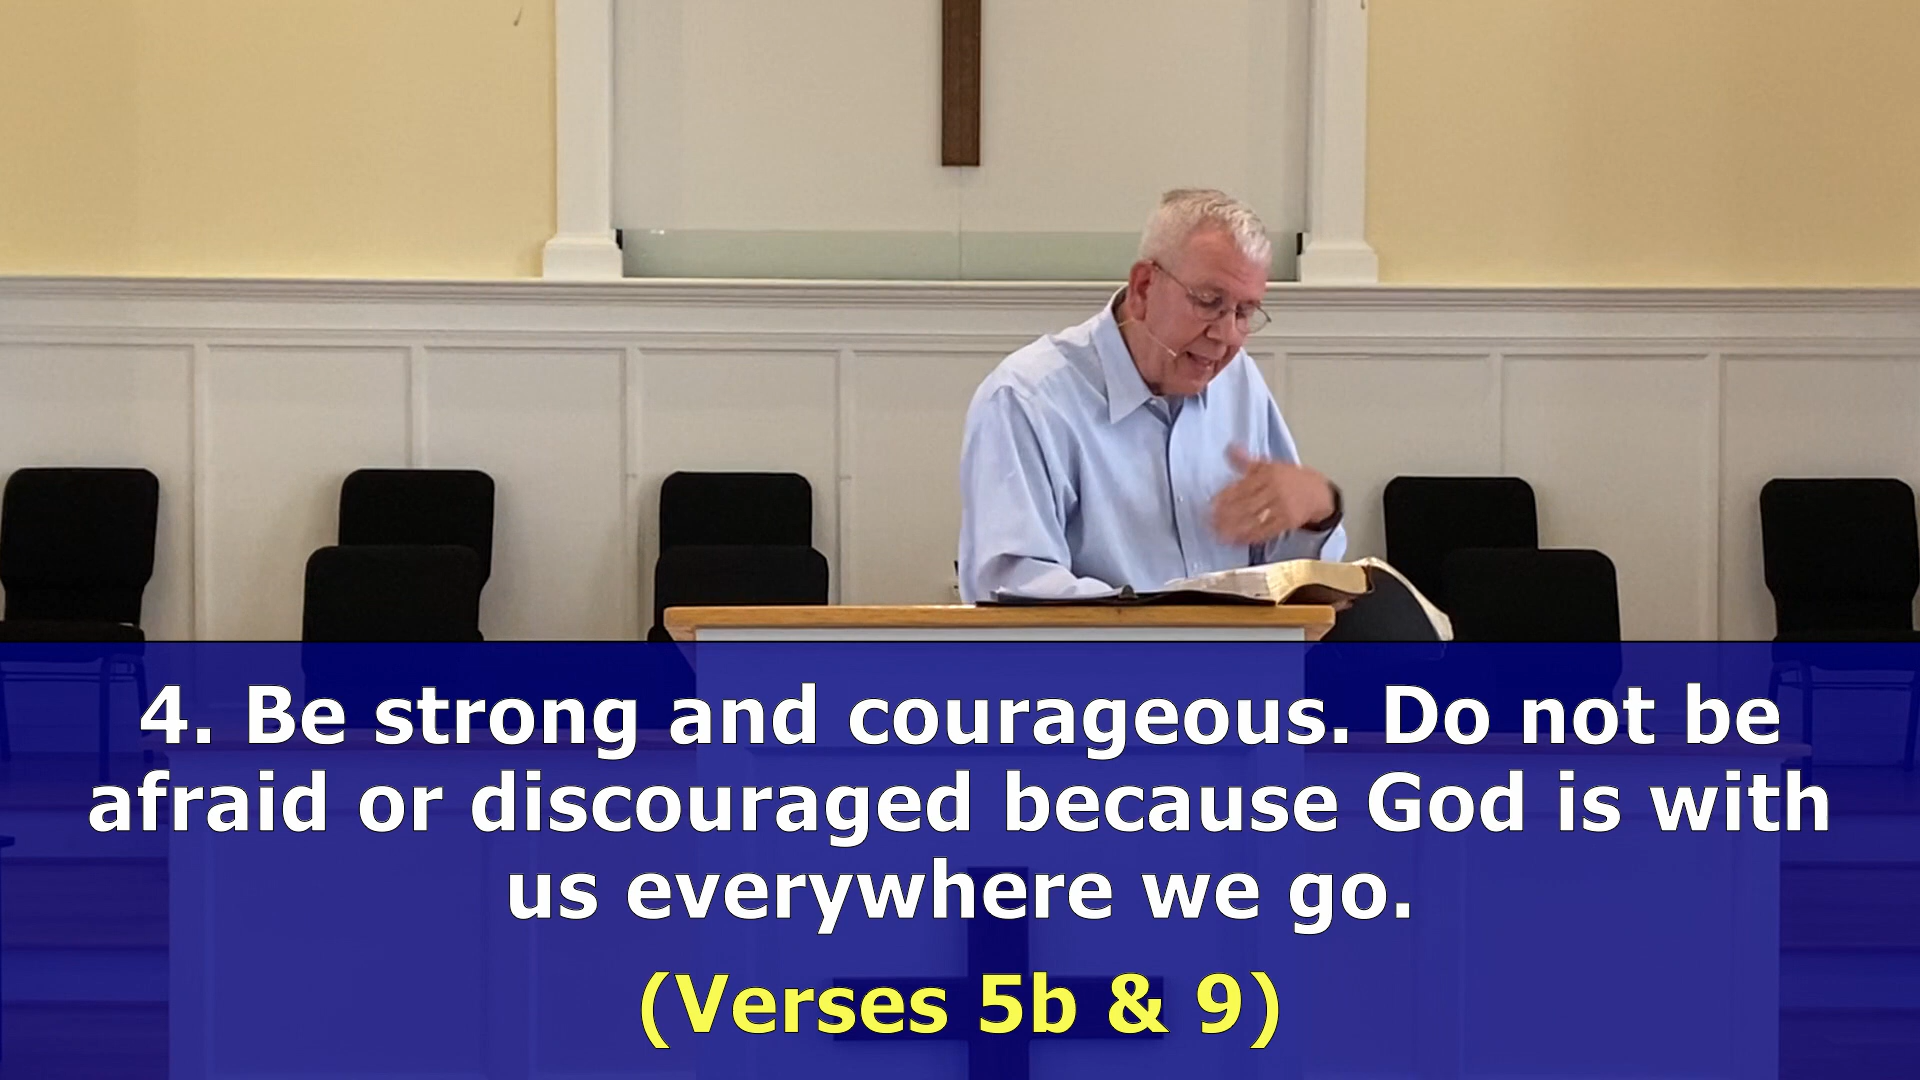 4. Be strong and courageous. Do not be
afraid or discouraged because God is with
us everywhere we go.
(Verses 5b & 9)